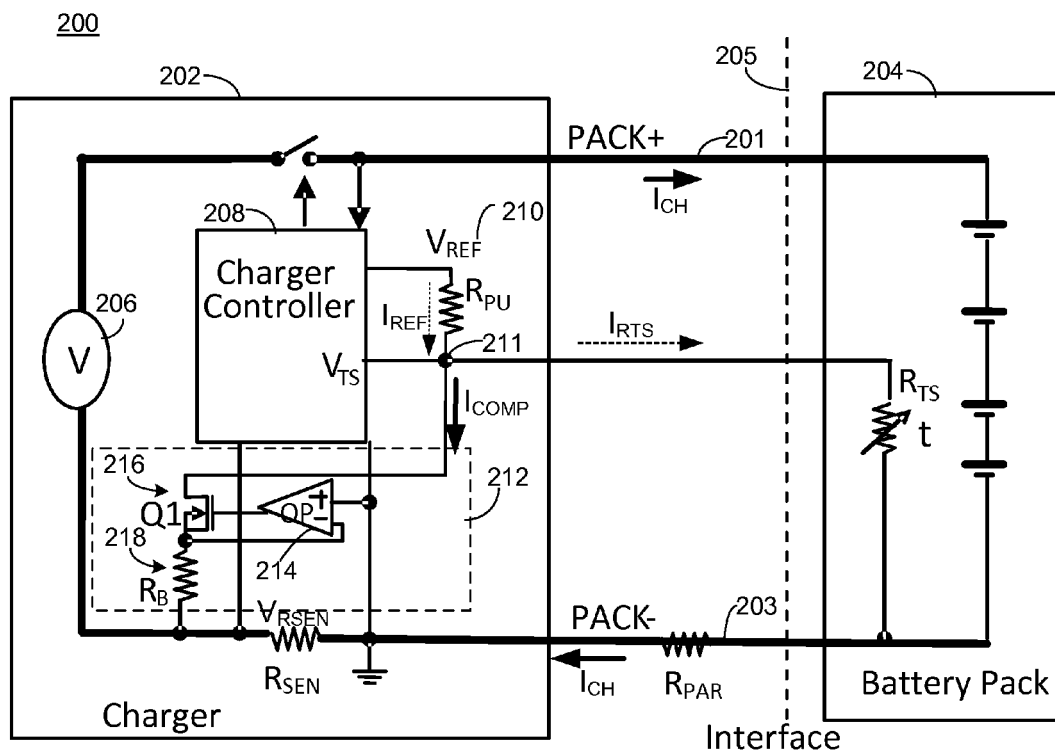 200
202
205
204
PACK+
201
I_CH
208
V_REF
210
Charger
Controller
R_PU
I_REF
206
V
211
I_RTS
V_TS
R_TS
t
I_COMP
216
212
Q1
OP
+
-
218
214
R_B
V_RSEN
PACK-
203
R_SEN
I_CH
R_PAR
Battery Pack
Charger
Interface